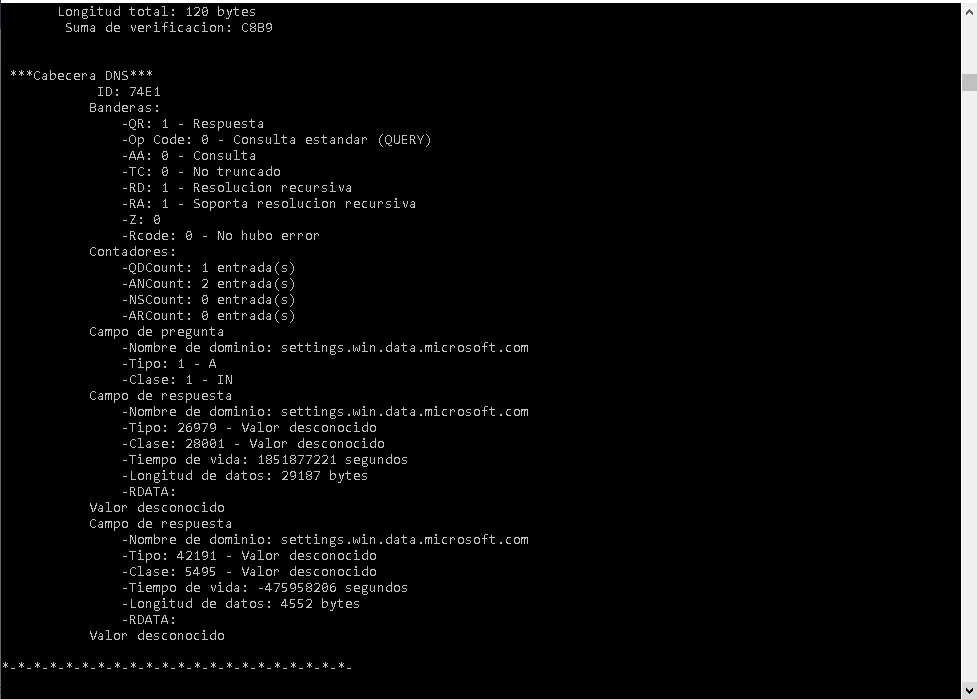 Longitud total: 120 bytes
Suma de verificacion: C8B9
***Cabecera DNS***
ID: 74E1
Banderas:
-QR: 1 - Respuesta
-Op Code: 0 - Consulta estandar (QUERY)
-AA: 0 - Consulta
-TC: 0 - No truncado
-RD: 1 - Resolucion recursiva
-RA: 1 - Soporta resolucion recursiva
-Z: 0
-Rcode: 0 - No hubo error
Contadores:
-QDCount: 1 entrada(s)
-ANCount: 2 entrada(s)
-NSCount: 0 entrada(s)
-ARCount: 0 entrada(s)
Campo de pregunta
-Nombre de dominio: settings.win.data.microsoft.com
-Tipo: 1 - A
-Clase: 1 - IN
Campo de respuesta
-Nombre de dominio: settings.win.data.microsoft.com
-Tipo: 26979 - Valor desconocido
-Clase: 28001 - Valor desconocido
-Tiempo de vida: 1851877221 segundos
-Longitud de datos: 29187 bytes
-RDATA:
Valor desconocido
Campo de respuesta
-Nombre de dominio: settings.win.data.microsoft.com
-Tipo: 42191 - Valor desconocido
-Clase: 5495 - Valor desconocido
-Tiempo de vida: -475958206 segundos
-Longitud de datos: 4552 bytes
-RDATA:
Valor desconocido
*-*-*-*-*-*-*-*-*-*-*-*-*-*-*-*-*-*-*-*-*-*-